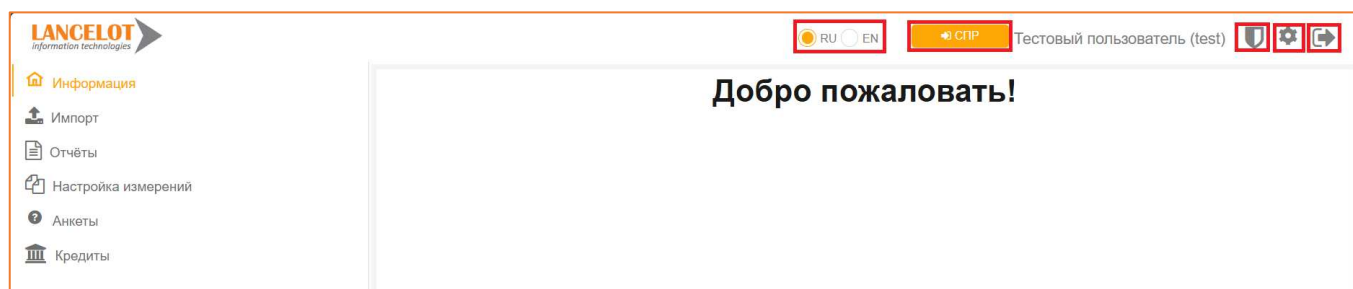 LANCELOT
information technologies
RU EN
СПР
Тестовый пользователь (test)
Информация
Импорт
Отчёты
Настройка измерений
Анкеты
Кредиты
Добро пожаловать!